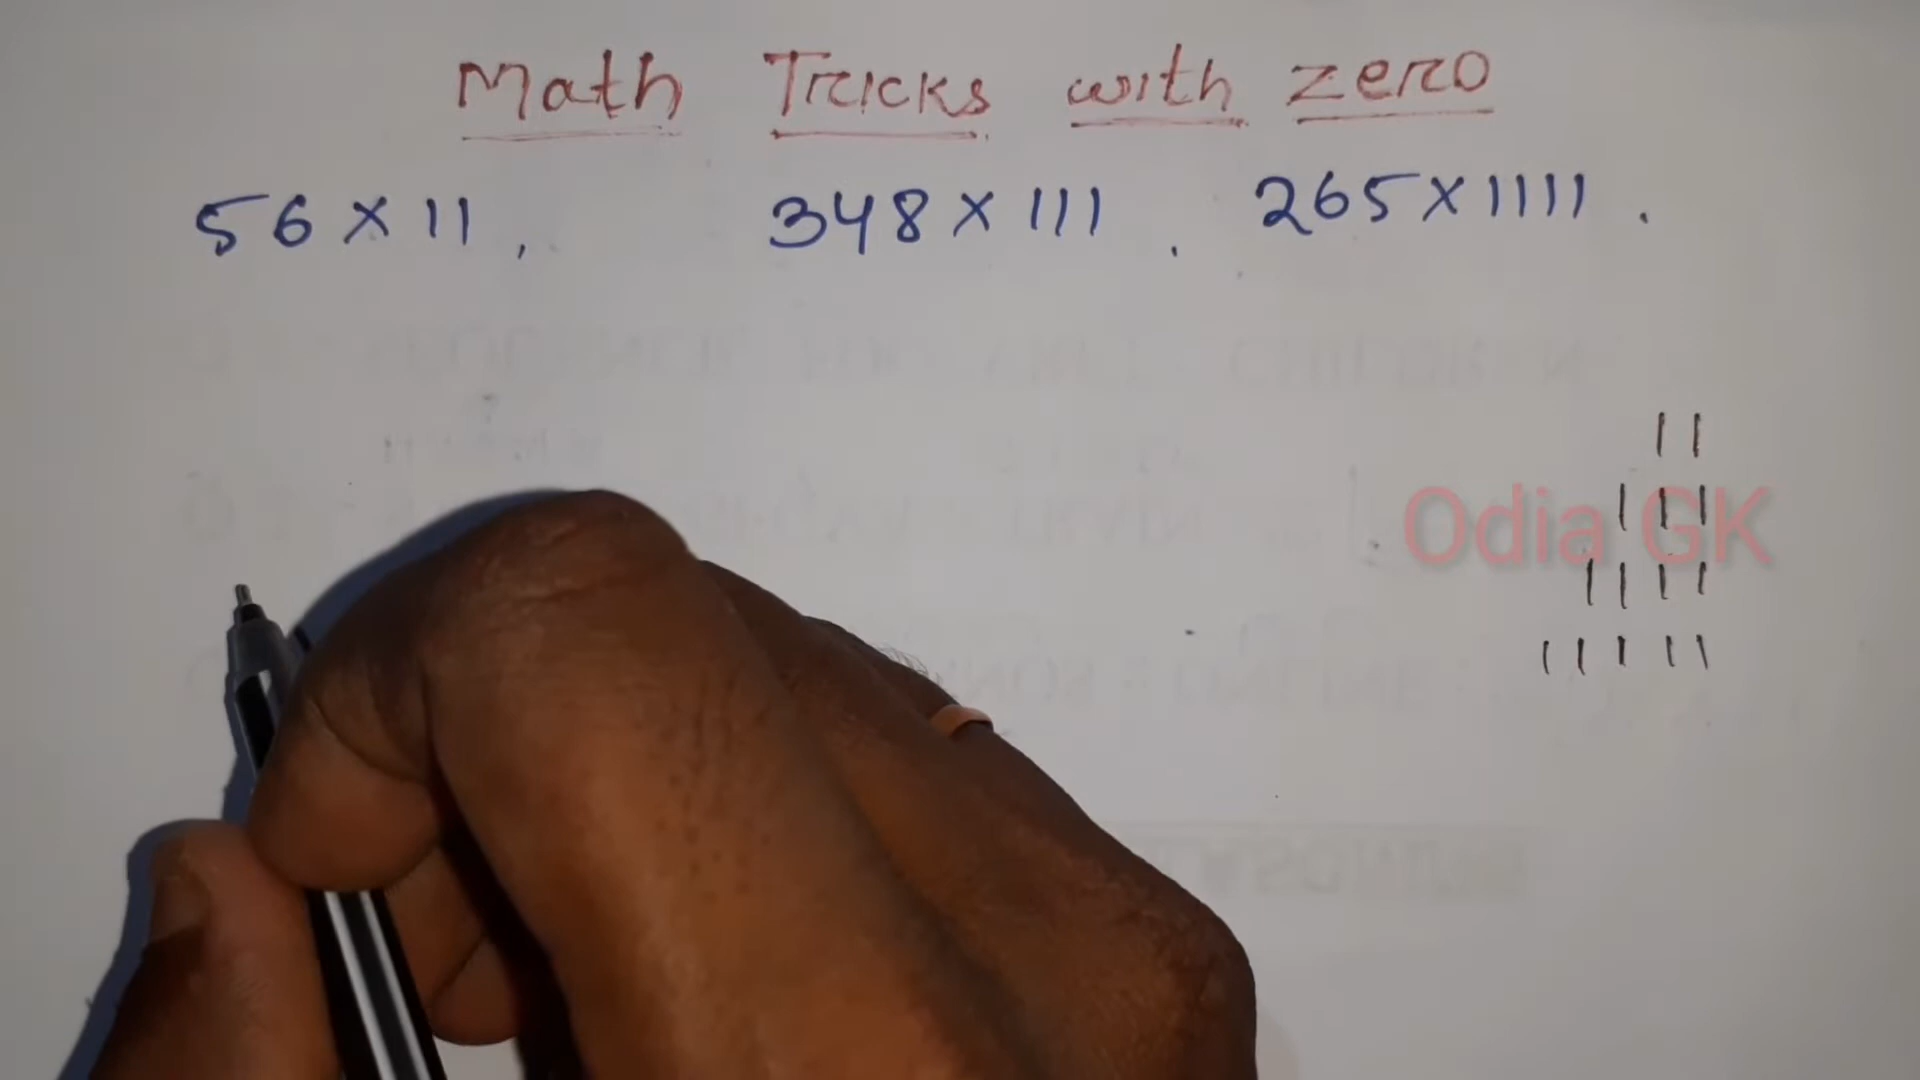 Math Tricks with zero
56 × 11 , 348 × 111 . 265 × 1111 .
11
111
Odia GK
1111
11111